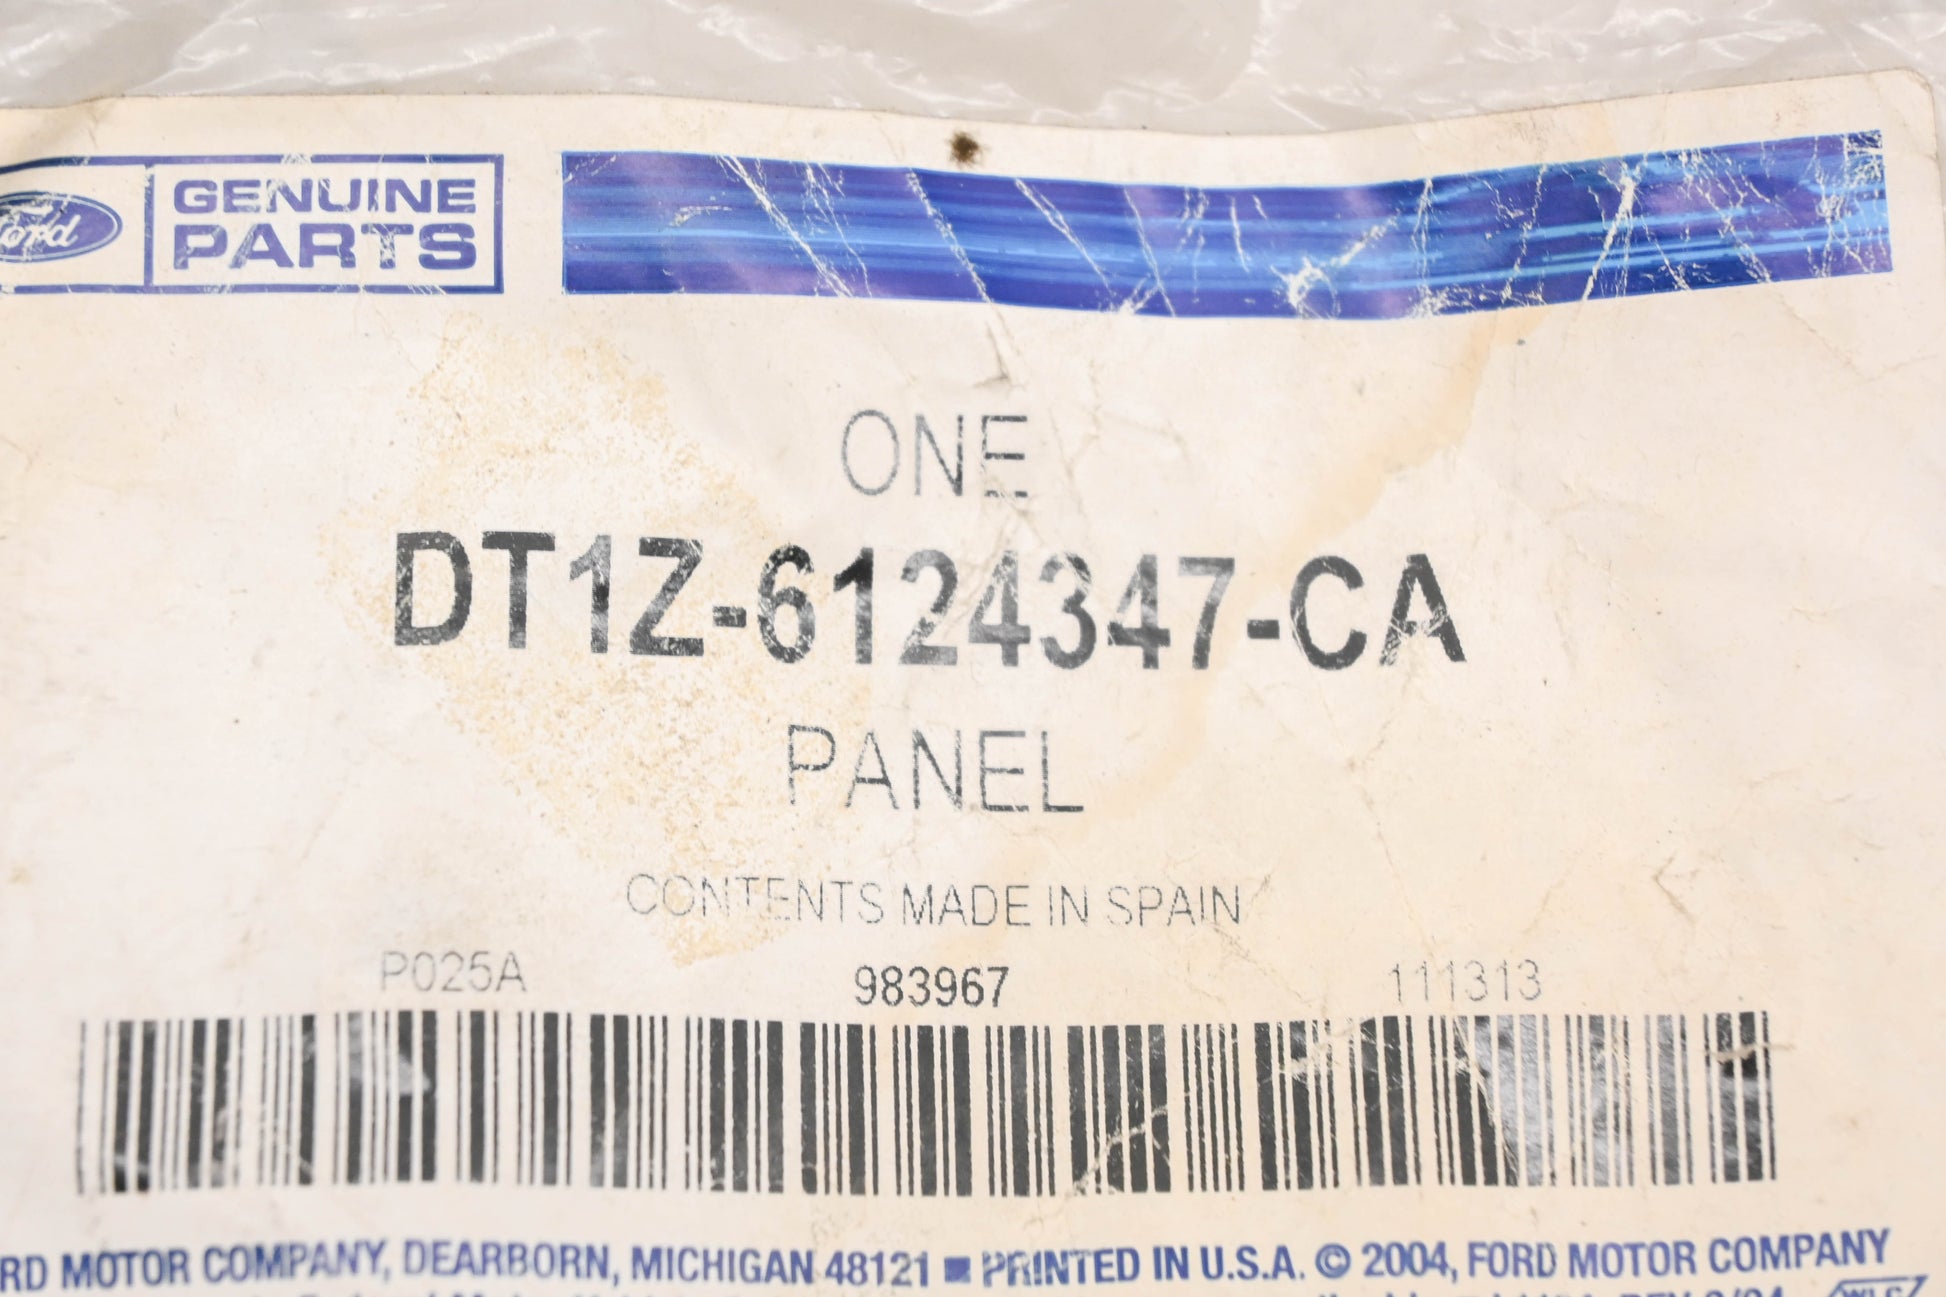 Ford
GENUINE
PARTS
ONE
DT1Z-6124347-CA
PANEL
CONTENTS MADE IN SPAIN
P025A 983967 111313
RD MOTOR COMPANY, DEARBORN, MICHIGAN 48121 ■ PRINTED IN U.S.A. © 2004, FORD MOTOR COMPANY